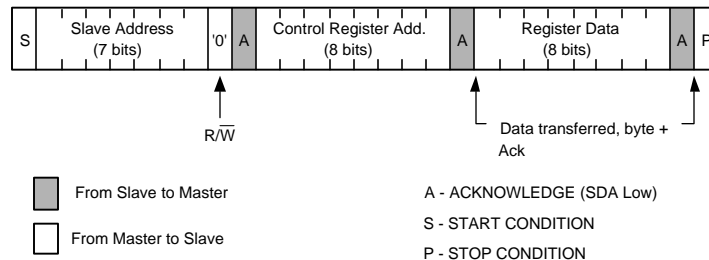 S Slave Address (7 bits) '0' A Control Register Add. (8 bits) A Register Data (8 bits) A P
R/W̅
Data transferred, byte +
Ack
From Slave to Master
From Master to Slave
A - ACKNOWLEDGE (SDA Low)
S - START CONDITION
P - STOP CONDITION